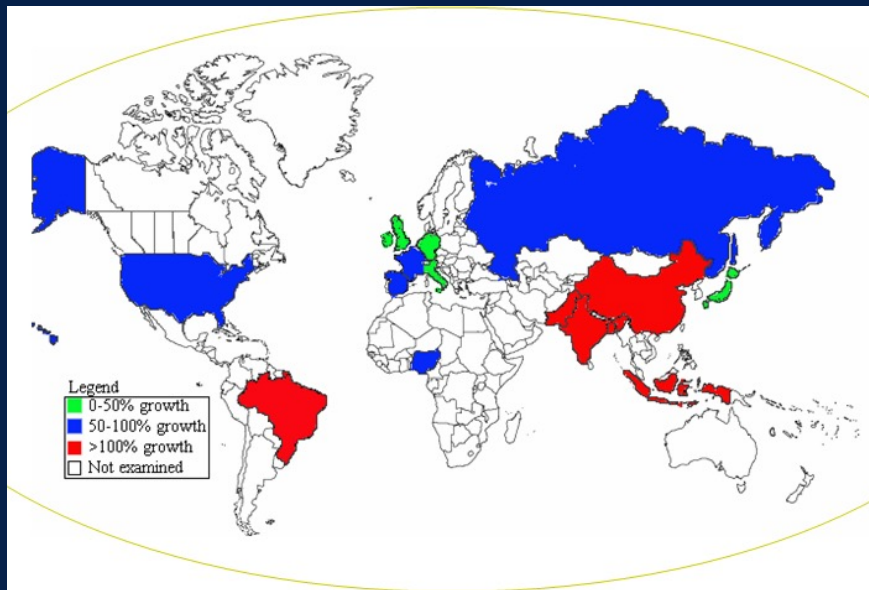 Legend
0-50% growth
50-100% growth
>100% growth
Not examined